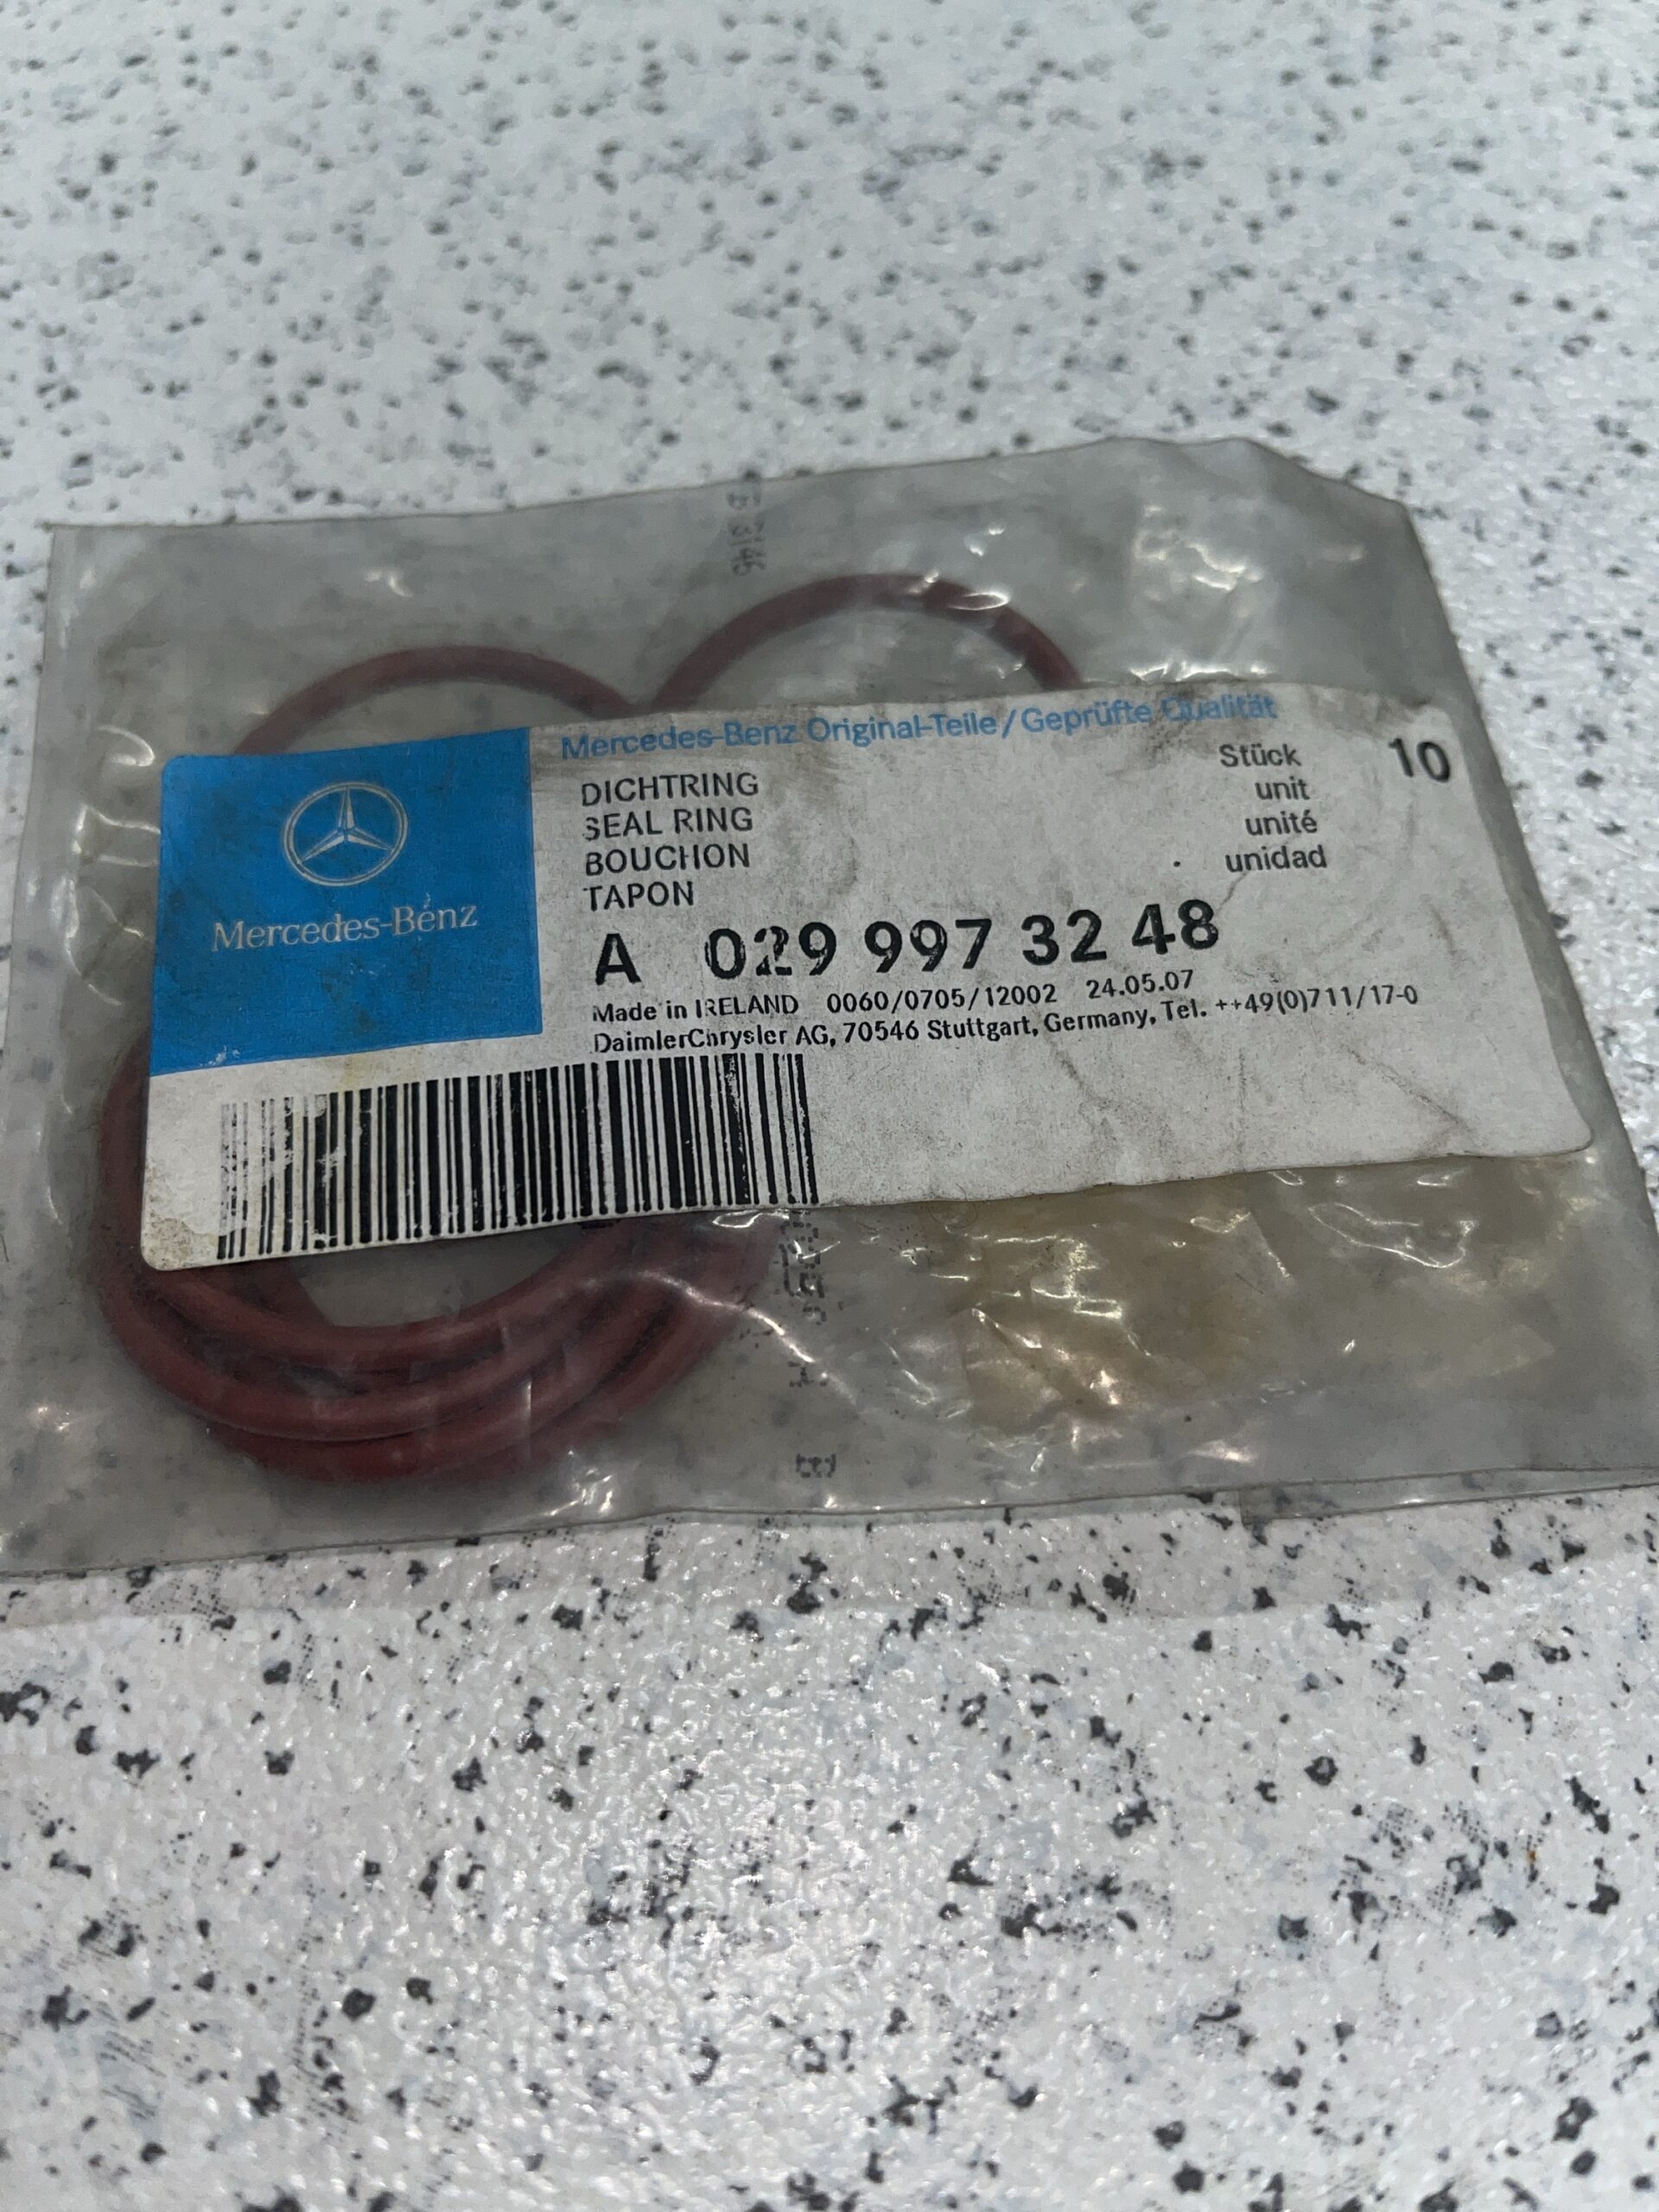 Mercedes-Benz Original-Teile / Geprüfte Qualität
DICHTRING
SEAL RING
BOUCHON
TAPON
Stück 10
unit
unité
unidad
Mercedes-Benz
A 029 997 32 48
Made in IRELAND 0060/0705/12002 24.05.07
DaimlerChrysler AG, 70546 Stuttgart, Germany, Tel. ++49(0)711/17-0